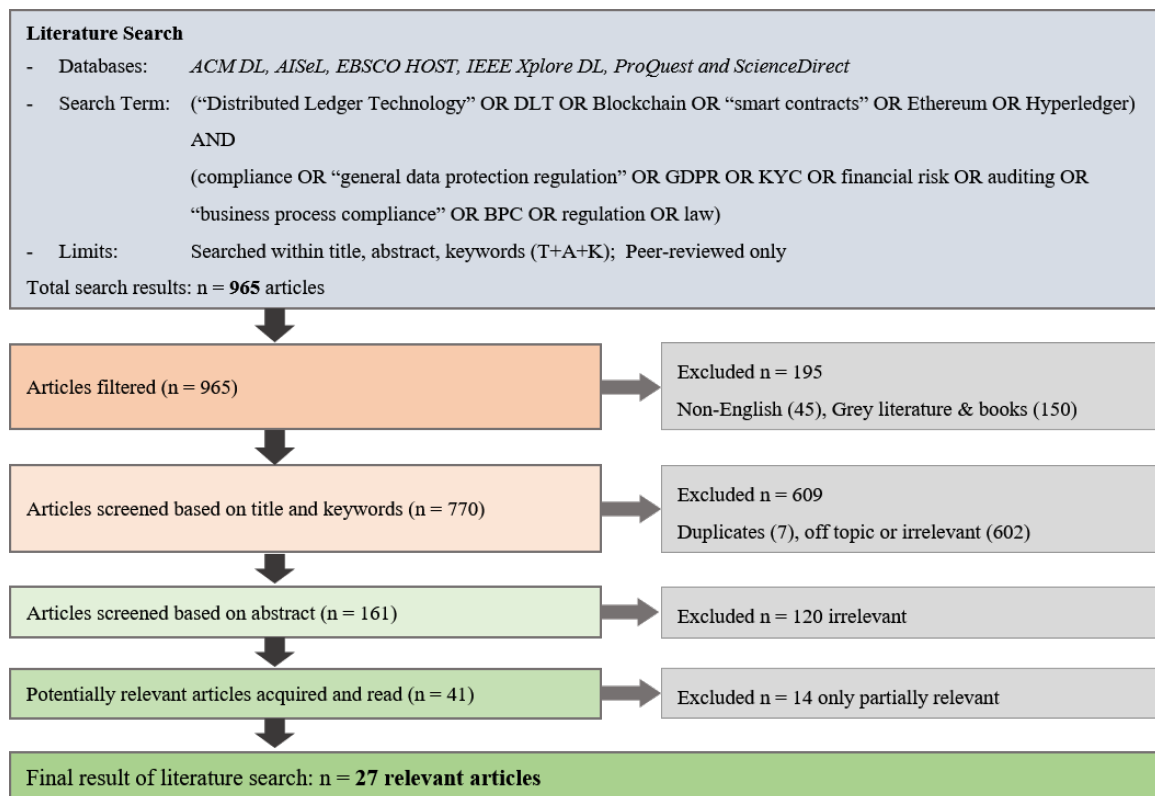 Literature Search
- Databases: ACM DL, AISeL, EBSCO HOST, IEEE Xplore DL, ProQuest and ScienceDirect
- Search Term: (“Distributed Ledger Technology” OR DLT OR Blockchain OR “smart contracts” OR Ethereum OR Hyperledger)
AND
(compliance OR “general data protection regulation” OR GDPR OR KYC OR financial risk OR auditing OR
“business process compliance” OR BPC OR regulation OR law)
- Limits: Searched within title, abstract, keywords (T+A+K); Peer-reviewed only
Total search results: n = 965 articles
Articles filtered (n = 965)
Excluded n = 195
Non-English (45), Grey literature & books (150)
Articles screened based on title and keywords (n = 770)
Excluded n = 609
Duplicates (7), off topic or irrelevant (602)
Articles screened based on abstract (n = 161)
Excluded n = 120 irrelevant
Potentially relevant articles acquired and read (n = 41)
Excluded n = 14 only partially relevant
Final result of literature search: n = 27 relevant articles